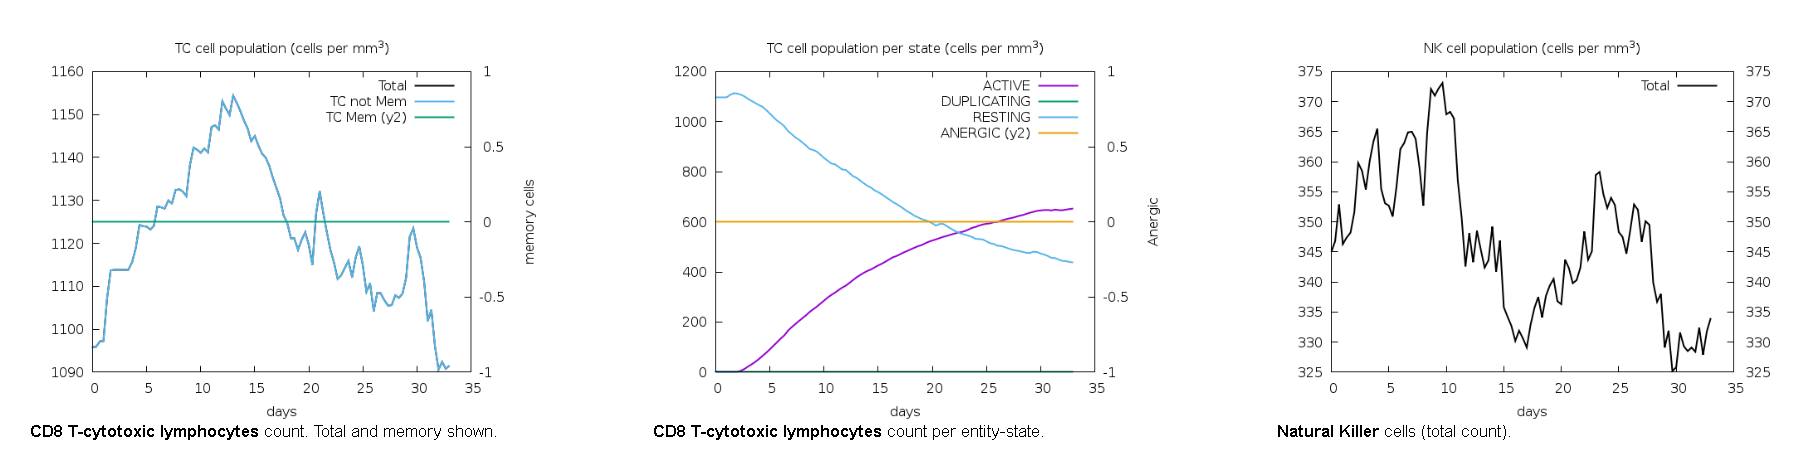 TC cell population (cells per mm³)
1160
1150
1140
1130
1120
1110
1100
1090
Total
TC not Mem
TC Mem (y2)
1
0.5
0
-0.5
-1
memory cells
0 5 10 15 20 25 30 35
days
CD8 T-cytotoxic lymphocytes count. Total and memory shown.
TC cell population per state (cells per mm³)
1200
1000
800
600
400
200
0
ACTIVE
DUPLICATING
RESTING
ANERGIC (y2)
1
0.5
0
-0.5
-1
Anergic
0 5 10 15 20 25 30 35
days
CD8 T-cytotoxic lymphocytes count per entity-state.
NK cell population (cells per mm³)
375
370
365
360
355
350
345
340
335
330
325
Total
375
370
365
360
355
350
345
340
335
330
325
0 5 10 15 20 25 30 35
days
Natural Killer cells (total count).